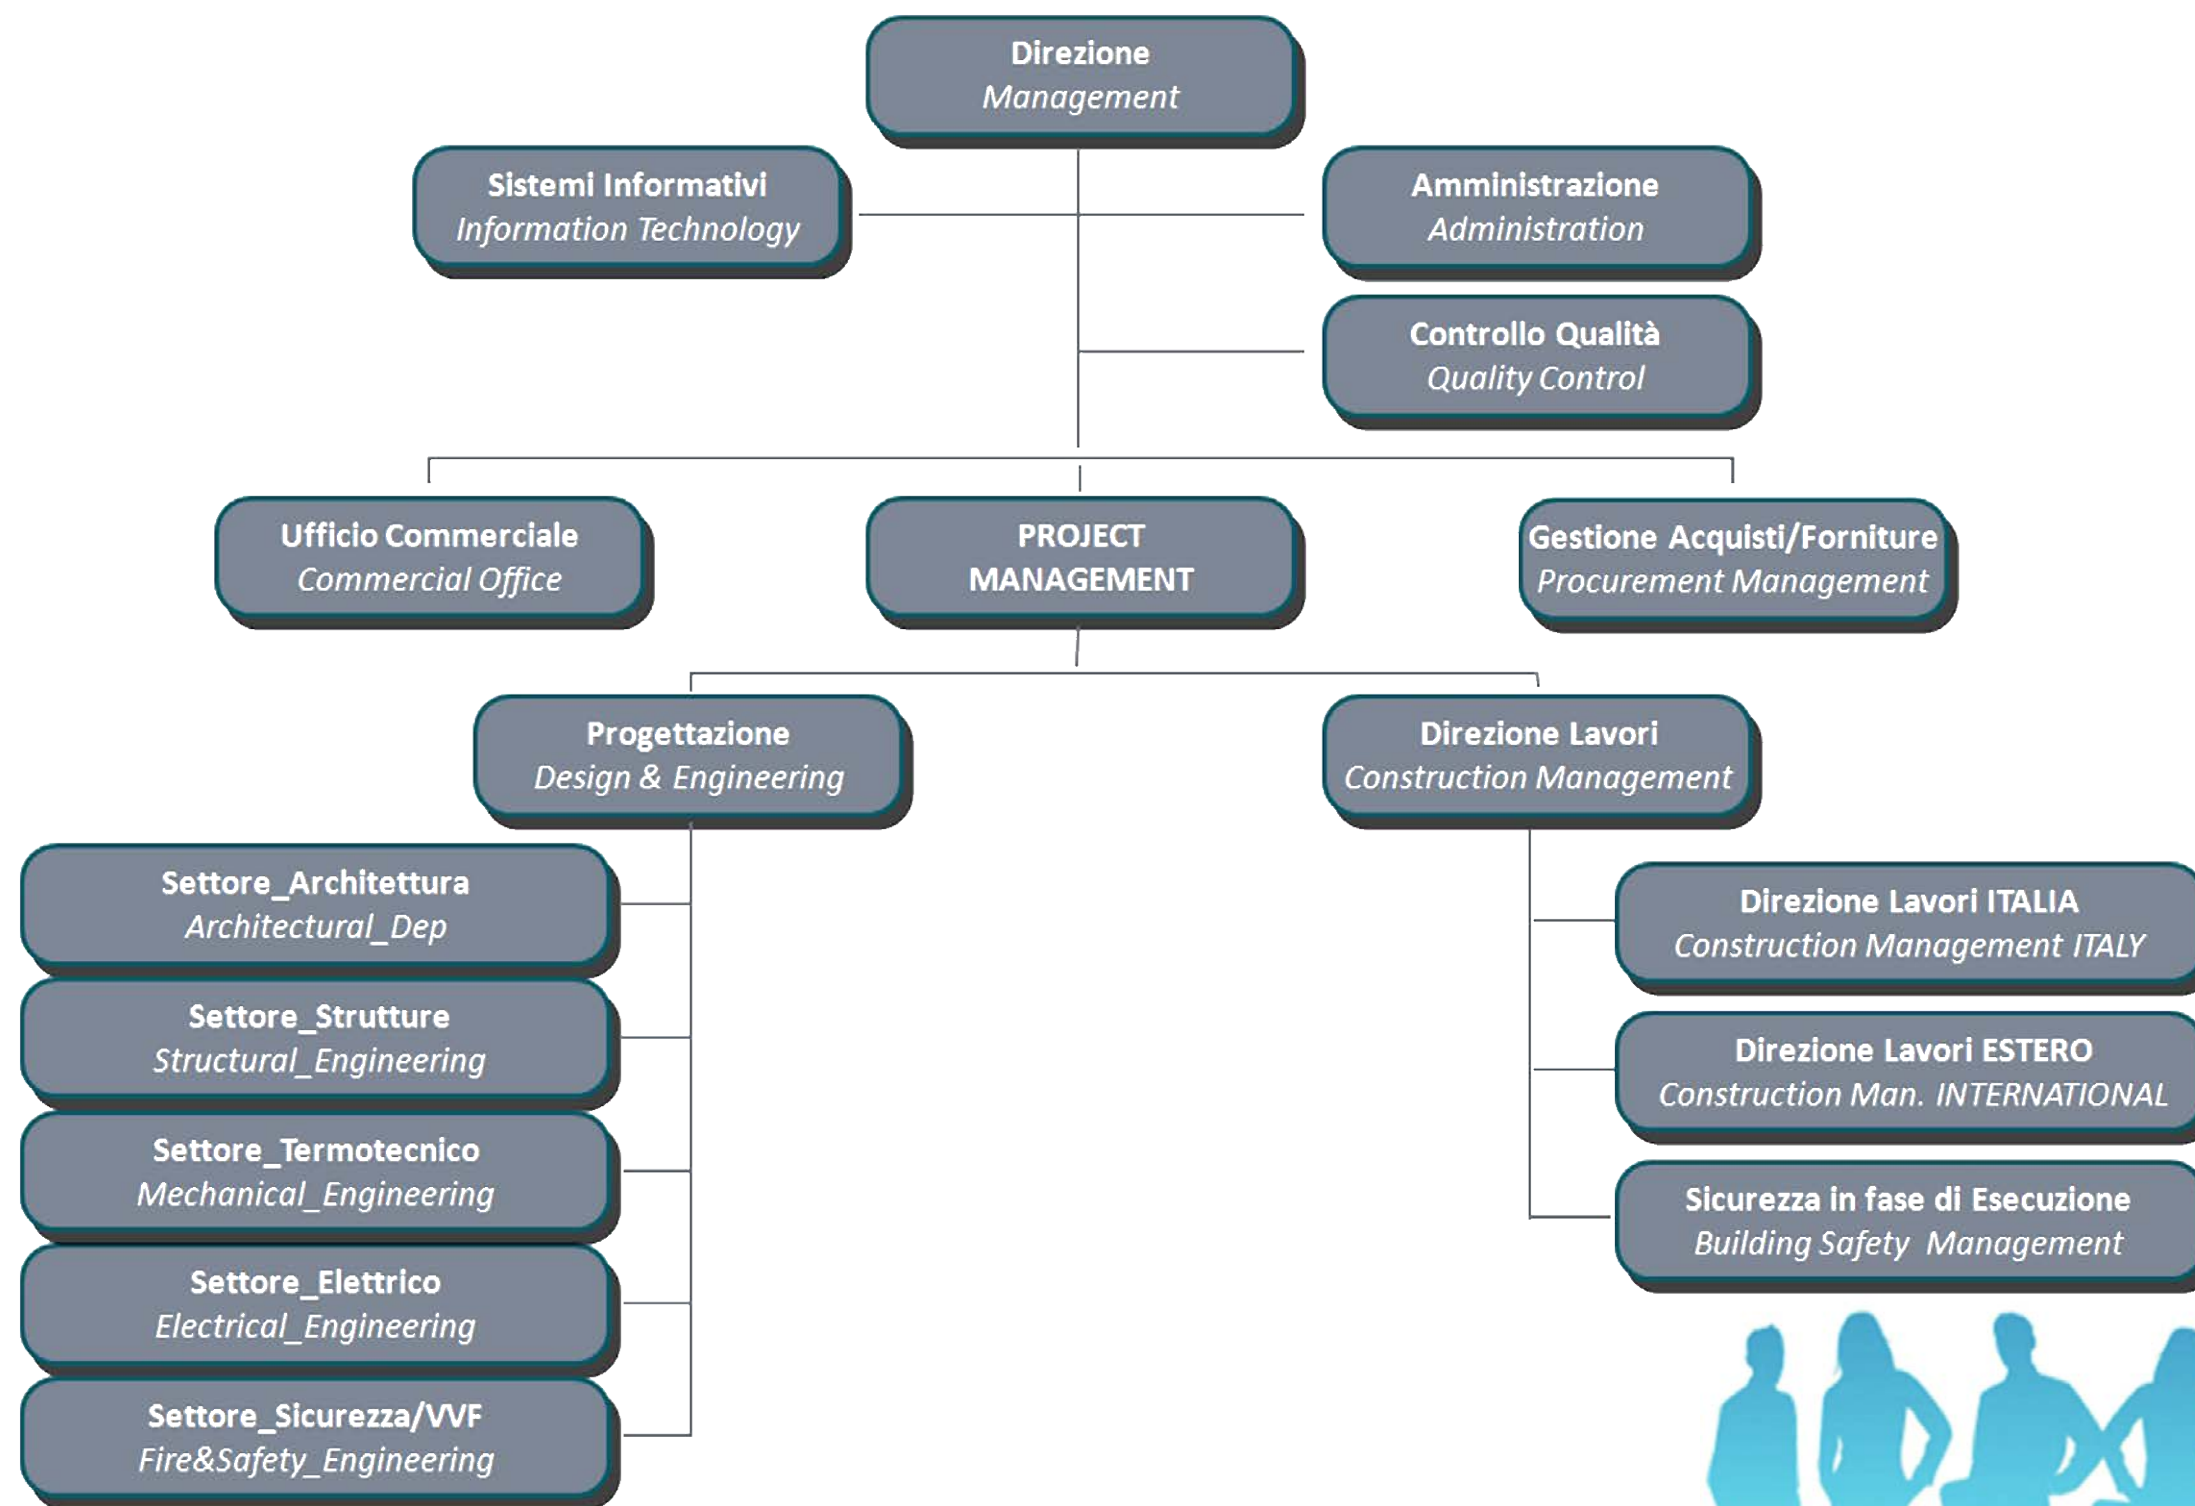 Direzione
Management
Sistemi Informativi
Information Technology
Amministrazione
Administration
Controllo Qualità
Quality Control
Ufficio Commerciale
Commercial Office
PROJECT
MANAGEMENT
Gestione Acquisti/Forniture
Procurement Management
Progettazione
Design & Engineering
Direzione Lavori
Construction Management
Settore_Architettura
Architectural_Dep
Settore_Strutture
Structural_Engineering
Settore_Termotecnico
Mechanical_Engineering
Settore_Elettrico
Electrical_Engineering
Settore_Sicurezza/VVF
Fire&Safety_Engineering
Direzione Lavori ITALIA
Construction Management ITALY
Direzione Lavori ESTERO
Construction Man. INTERNATIONAL
Sicurezza in fase di Esecuzione
Building Safety Management